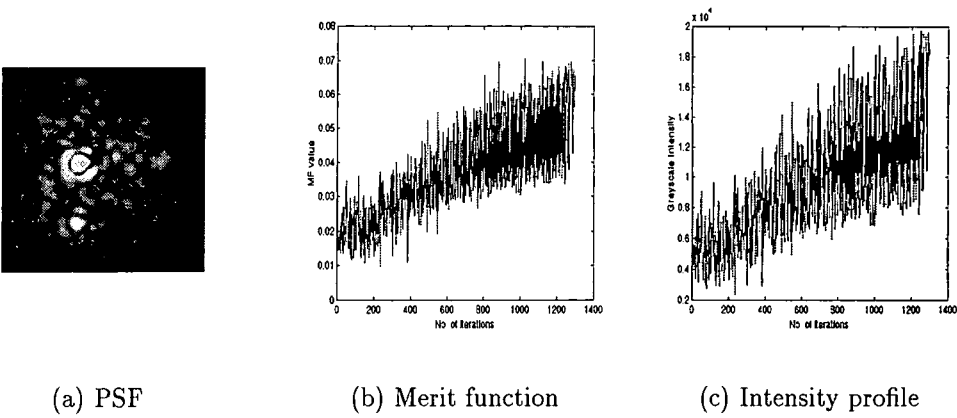 0.08
0.07
0.06
0.05
0.04
0.03
0.02
0.01
0
MF value
0 200 400 600 800 1000 1200 1400
No of iterations
x 10^4
2
1.8
1.6
1.4
1.2
1
0.8
0.6
0.4
0.2
Greyscale Intensity
0 200 400 600 800 1000 1200 1400
No of iterations
(a) PSF
(b) Merit function
(c) Intensity profile